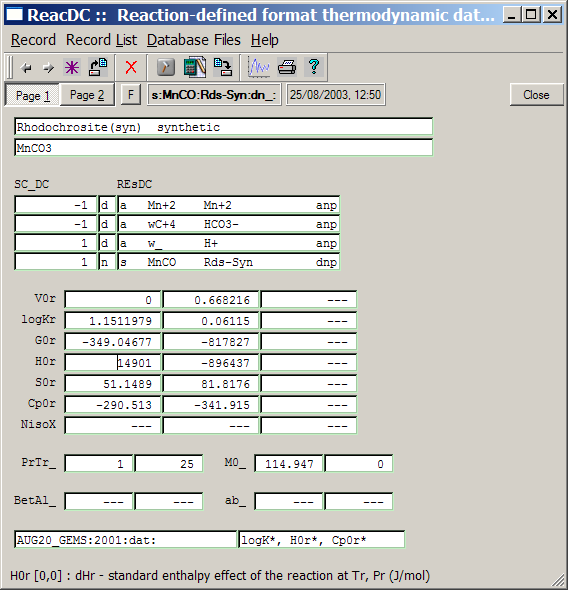 ReacDC :: Reaction-defined format thermodynamic dat...
Record Record List Database Files Help
Page 1 Page 2 F s:MnCO:Rds-Syn:dn_: 25/08/2003, 12:50 Close
Rhodochrosite(syn) synthetic
MnCO3
SC_DC REsDC
-1 d a Mn+2 Mn+2 anp
-1 d a wC+4 HCO3- anp
1 d a w_ H+ anp
1 n s MnCO Rds-Syn dnp
V0r 0 0.668216 ---
logKr 1.1511979 0.06115 ---
G0r -349.04677 -817827 ---
H0r 14901 -896437 ---
S0r 51.1489 81.8176 ---
Cp0r -290.513 -341.915 ---
NisoX --- --- ---
PrTr_ 1 25 M0_ 114.947 0
BetAl_ --- --- ab_ --- ---
AUG20_GEMS:2001:dat: logK*, H0r*, Cp0r*
H0r [0,0] : dHr - standard enthalpy effect of the reaction at Tr, Pr (J/mol)